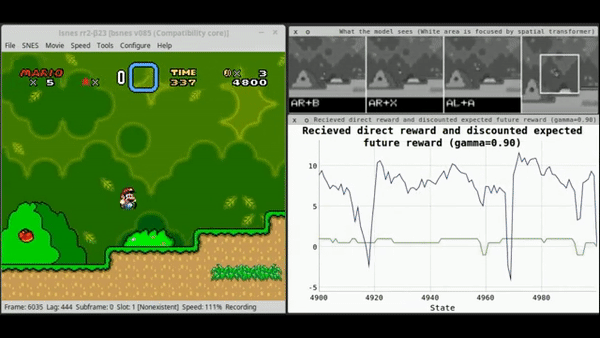 lsnes rr2-β23 [bsnes v085 (Compatibility core)]
File SNES Movie Speed Tools Configure Help
MARIO
x 5
x
0
TIME
337
x 3
4800
Frame: 6035 Lag: 444 Subframe: 0 Slot: 1 [Nonexistent] Speed: 111% Recording
x o What the model sees (White area is focused by spatial transformer)
AR+B
AR+X
AL+A
x o Recieved direct reward and discounted expected future reward (gamma=0.90)
Recieved direct reward and discounted expected
future reward (gamma=0.90)
10
5
0
-5
4900 4920 4940 4960 4980
State